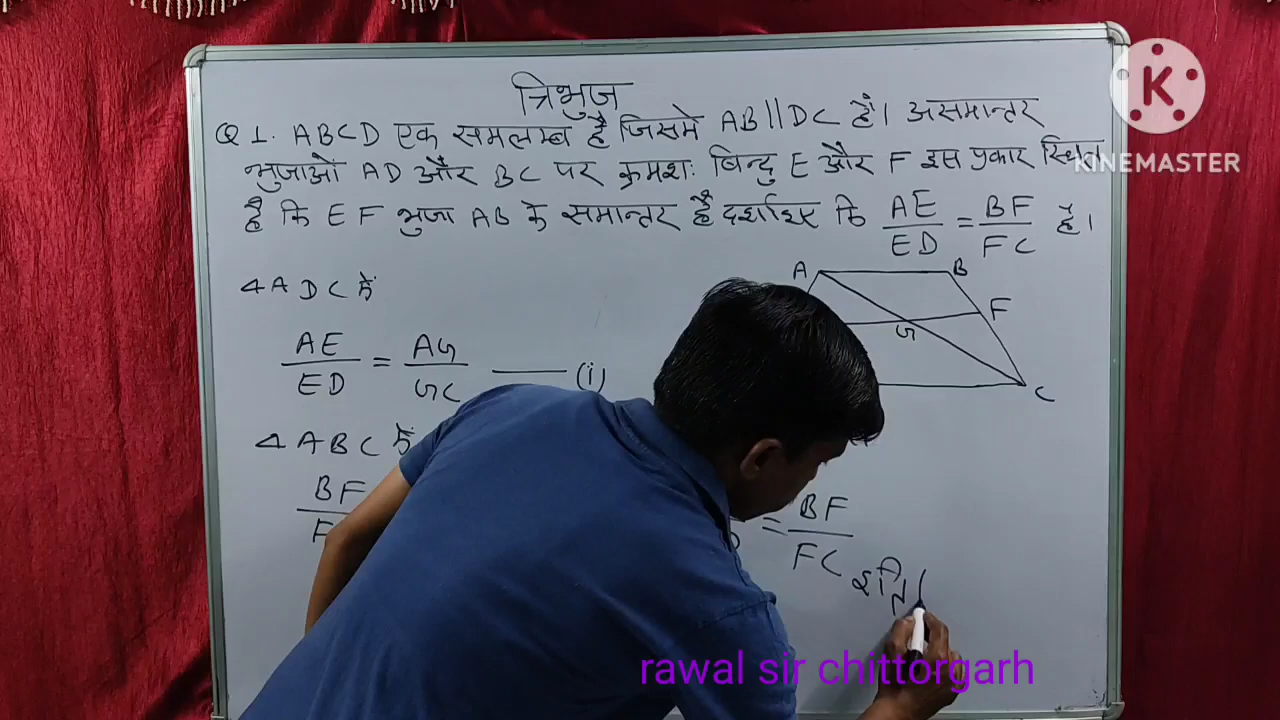 त्रिभुज
Q 1. ABCD एक समलम्ब है जिसमे AB||DC हैं। असमान्तर
भुजाओं AD और BC पर क्रमशः बिन्दु E और F इस प्रकार स्थित
है कि EF भुजा AB के समान्तर है दर्शाइए कि AE/ED = BF/FC है।
A B
F
G
C
△ADC में
AE/ED = AG/GC —— (i)
△ABC में
BF
= BF/FC
इति
KINEMASTER
rawal sir chittorgarh